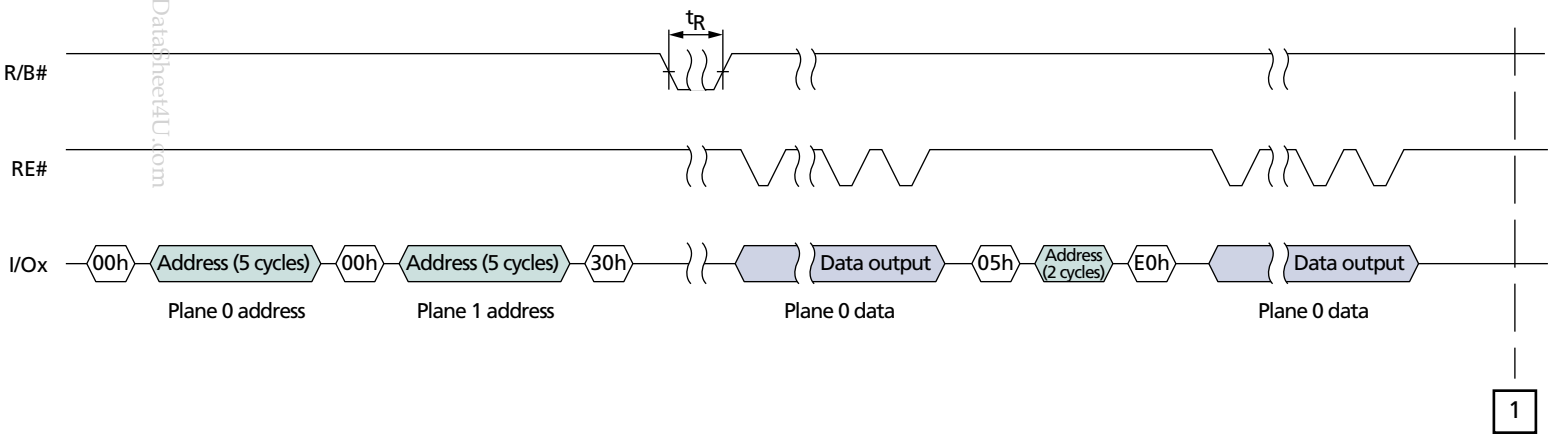 DataSheet4U.com
tR
R/B#
RE#
I/Ox 00h Address (5 cycles) 00h Address (5 cycles) 30h Data output 05h Address (2 cycles) E0h Data output
Plane 0 address Plane 1 address Plane 0 data Plane 0 data
1